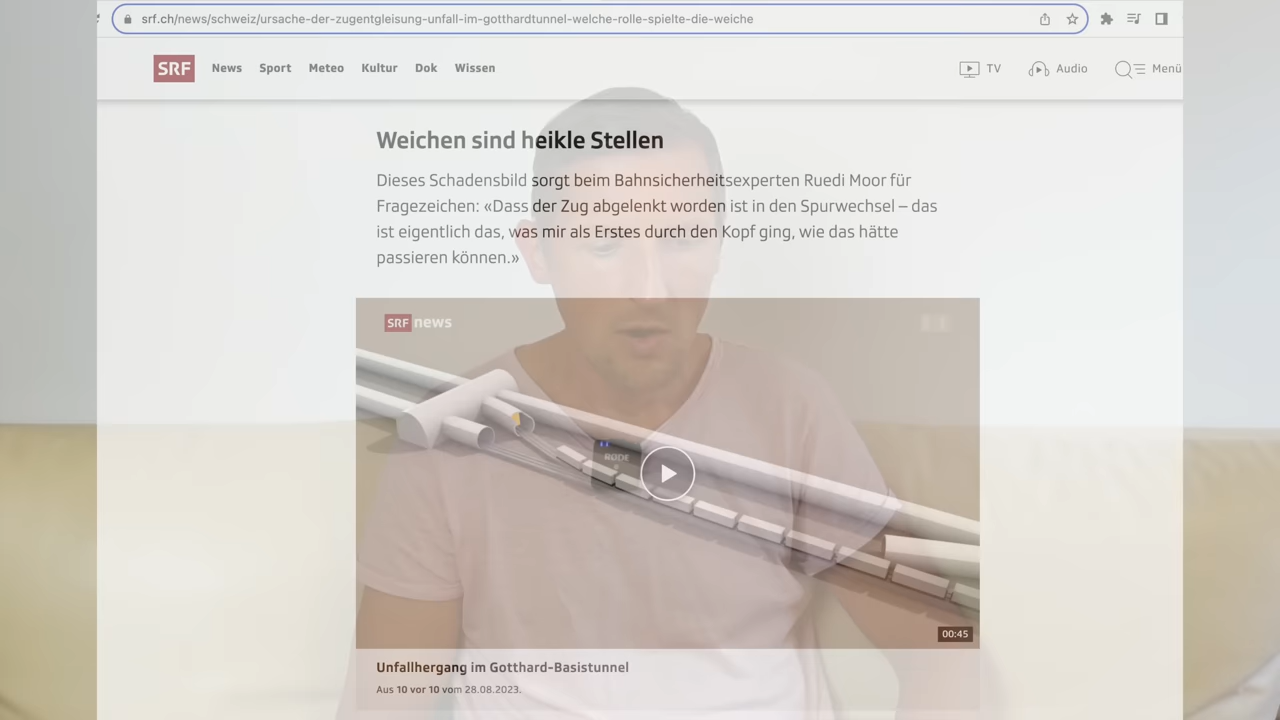 srf.ch/news/schweiz/ursache-der-zugentgleisung-unfall-im-gotthardtunnel-welche-rolle-spielte-die-weiche
SRF News Sport Meteo Kultur Dok Wissen TV Audio Menü
Weichen sind heikle Stellen
Dieses Schadensbild sorgt beim Bahnsicherheitsexperten Ruedi Moor für
Fragezeichen: «Dass der Zug abgelenkt worden ist in den Spurwechsel – das
ist eigentlich das, was mir als Erstes durch den Kopf ging, wie das hätte
passieren können.»
SRF news
RØDE
00:45
Unfallhergang im Gotthard-Basistunnel
Aus 10 vor 10 vom 28.08.2023.